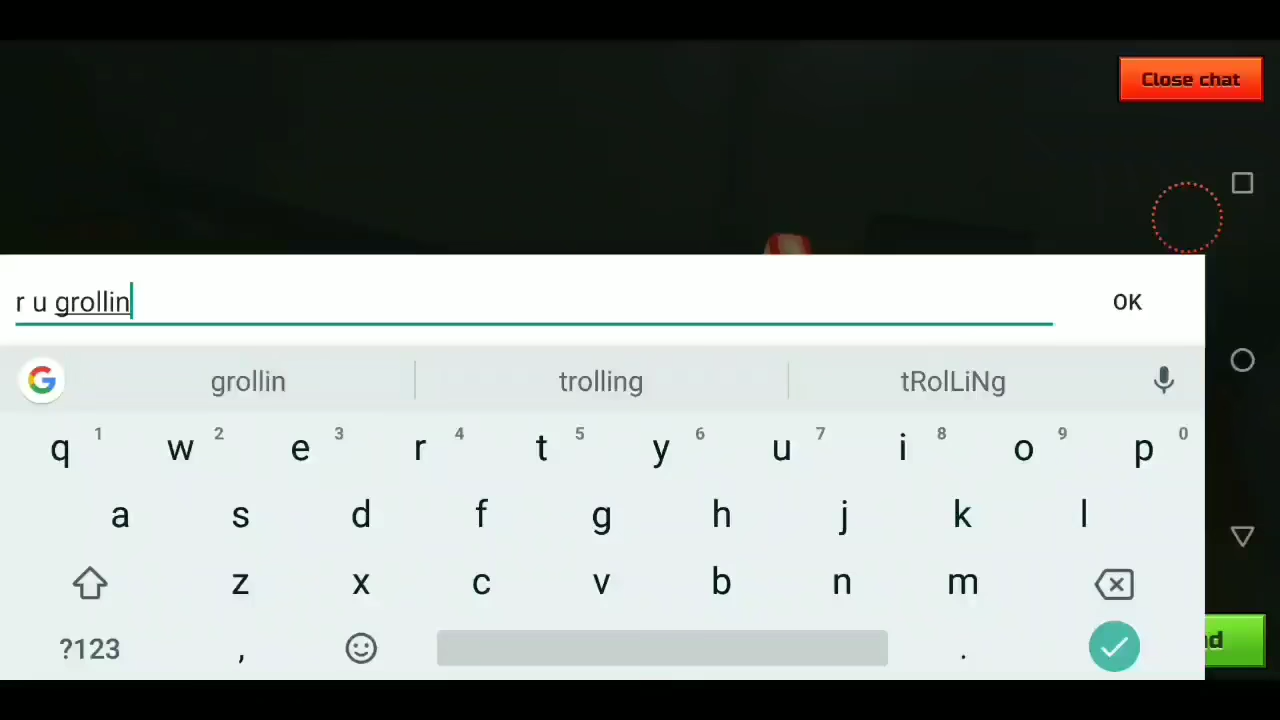 Close chat
r u grollin
OK
grollin trolling tRolLiNg
q 1 w 2 e 3 r 4 t 5 y 6 u 7 i 8 o 9 p 0
a s d f g h j k l
z x c v b n m
?123 , .